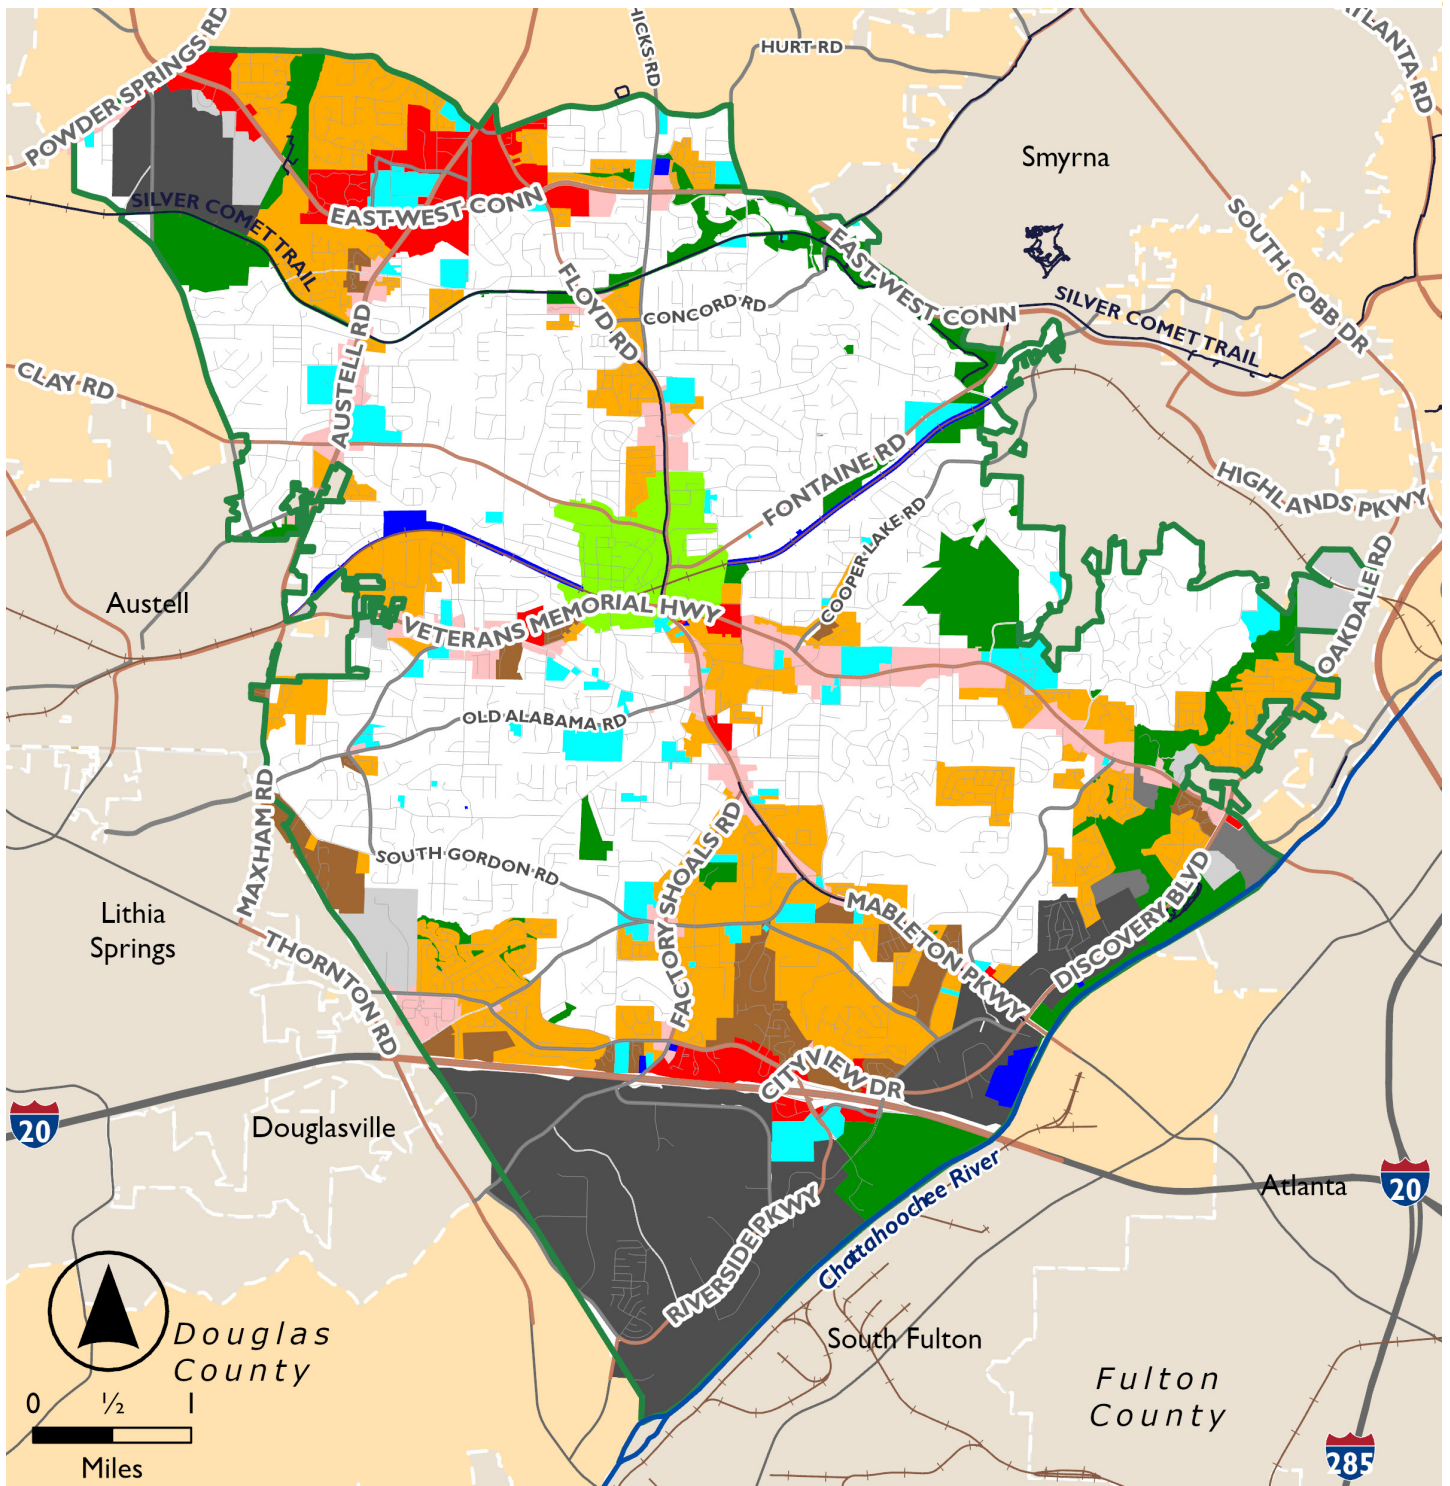 POWDER SPRINGS RD
HICKS RD
HURT RD
ATLANTA RD
Smyrna
SILVER COMET TRAIL
EAST-WEST CONN
SOUTH COBB DR
EAST-WEST CONN
FLOYD RD
CONCORD RD
SILVER COMET TRAIL
AUSTELL RD
CLAY RD
FONTAINE RD
HIGHLANDS PKWY
COOPER LAKE RD
OAKDALE RD
Austell
VETERANS MEMORIAL HWY
OLD ALABAMA RD
MAXHAM RD
FACTORY SHOALS RD
SOUTH GORDON RD
DISCOVERY BLVD
Lithia
Springs
MABLETON PKWY
THORNTON RD
CITYVIEW DR
20
Douglasville
Chattahoochee River
Atlanta
20
RIVERSIDE PKWY
Douglas
County
South Fulton
Fulton
County
0 ½ 1
Miles
285